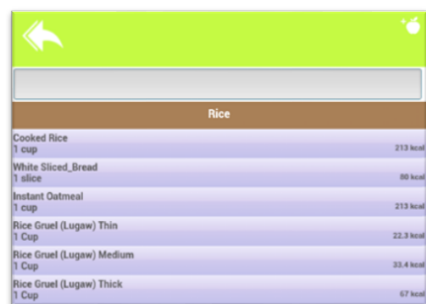 Rice
Cooked Rice
1 cup
213 kcal
White Sliced_Bread
1 slice
80 kcal
Instant Oatmeal
1 cup
213 kcal
Rice Gruel (Lugaw) Thin
1 Cup
22.3 kcal
Rice Gruel (Lugaw) Medium
1 Cup
33.4 kcal
Rice Gruel (Lugaw) Thick
1 Cup
67 kcal